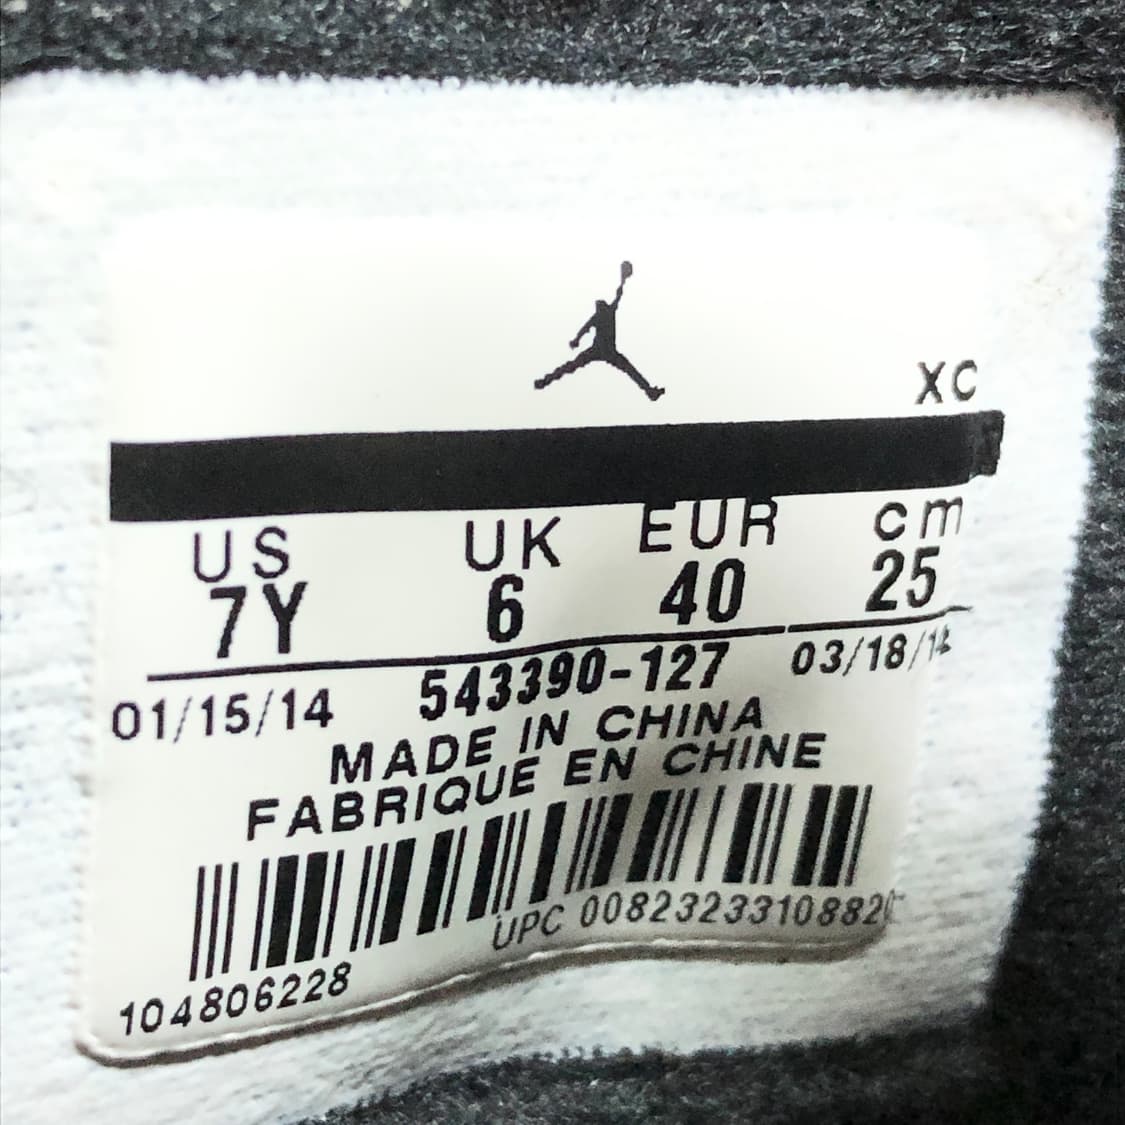 XC
US UK EUR cm
7Y 6 40 25
01/15/14 543390-127
MADE IN CHINA
FABRIQUE EN CHINE
UPC
104806228